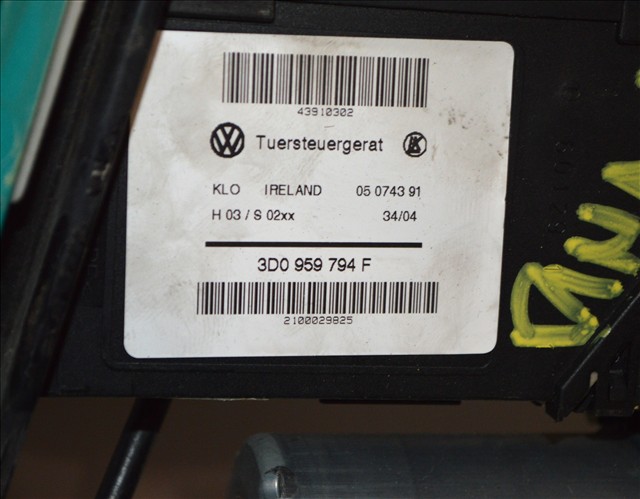 43910302
Tuersteuergerat
KLO IRELAND 05 0743 91
H 03 / S 02xx 34/04
3D0 959 794 F
2100029825